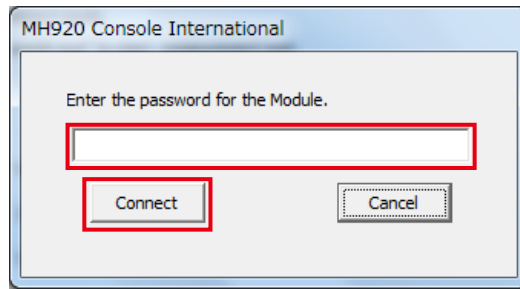 MH920 Console International
Enter the password for the Module.
Connect Cancel